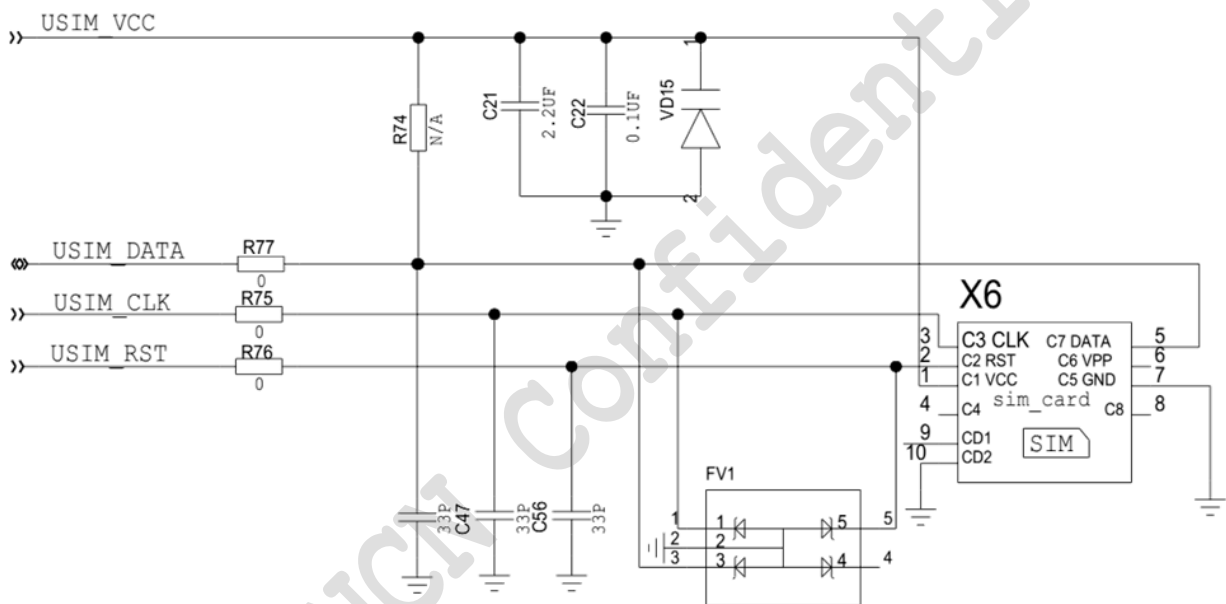 USIM_VCC
R74
N/A
C21
2.2UF
C22
0.1UF
1
VD15
2
USIM_DATA
R77
0
USIM_CLK
R75
0
USIM_RST
R76
0
X6
3
C3 CLK
C7 DATA
5
2
C2 RST
C6 VPP
6
1
C1 VCC
C5 GND
7
sim_card
4
C4
C8
8
9
CD1
SIM
10
CD2
33P
C47
33P
C56
33P
FV1
1
1
5
5
2
2
3
3
4
4
CN Confidenti